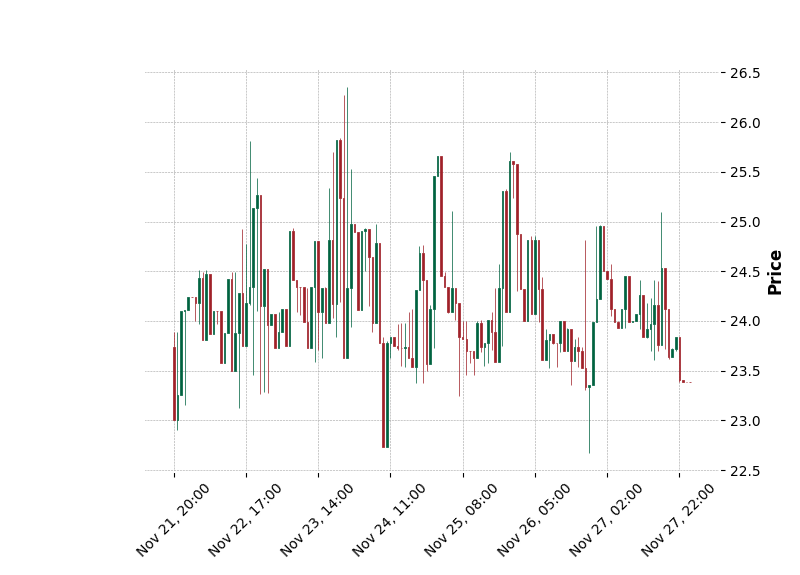 26.5
26.0
25.5
25.0
24.5
24.0
23.5
23.0
22.5
Price
Nov 21, 20:00
Nov 22, 17:00
Nov 23, 14:00
Nov 24, 11:00
Nov 25, 08:00
Nov 26, 05:00
Nov 27, 02:00
Nov 27, 22:00